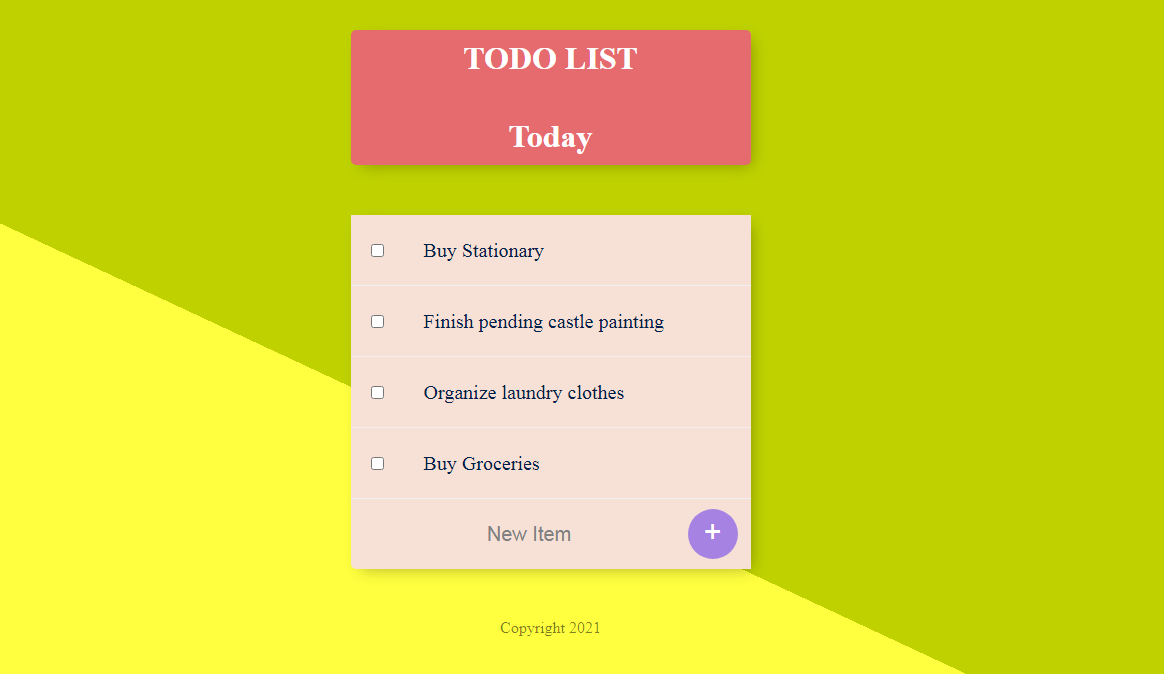 TODO LIST
Today
Buy Stationary
Finish pending castle painting
Organize laundry clothes
Buy Groceries
New Item +
Copyright 2021